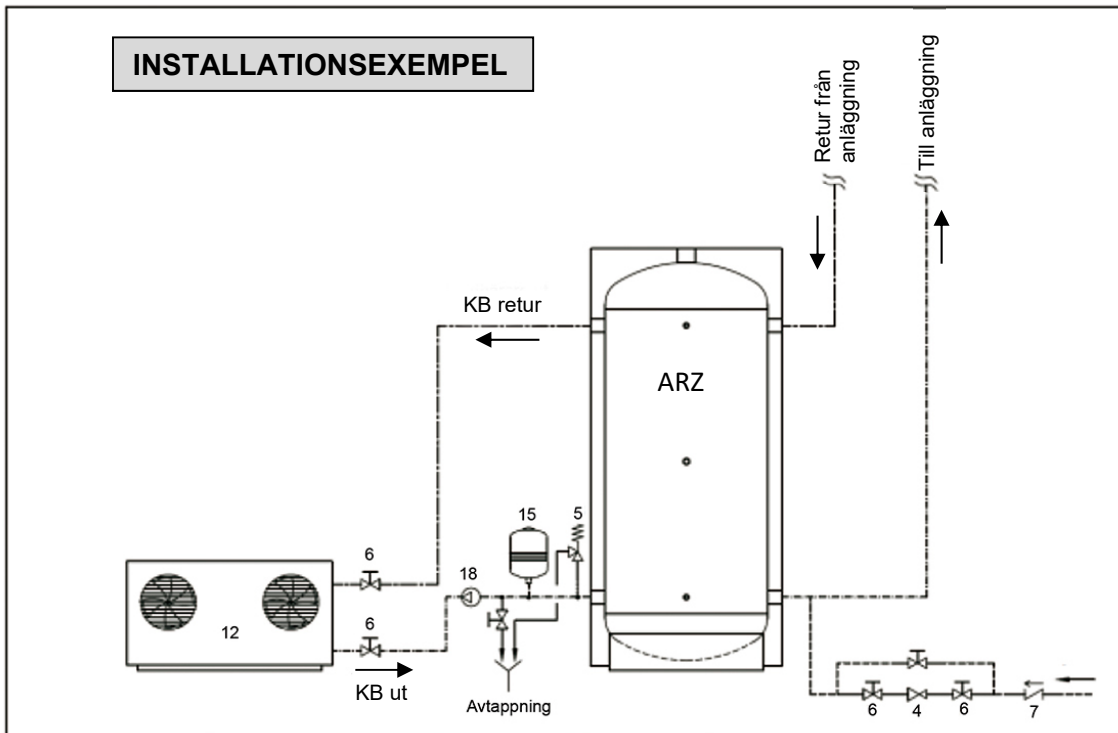 INSTALLATIONSEXEMPEL
Retur från
anläggning
Till anläggning
KB retur
ARZ
15
5
6
18
12
6
KB ut
Avtappning
6
4
6
7